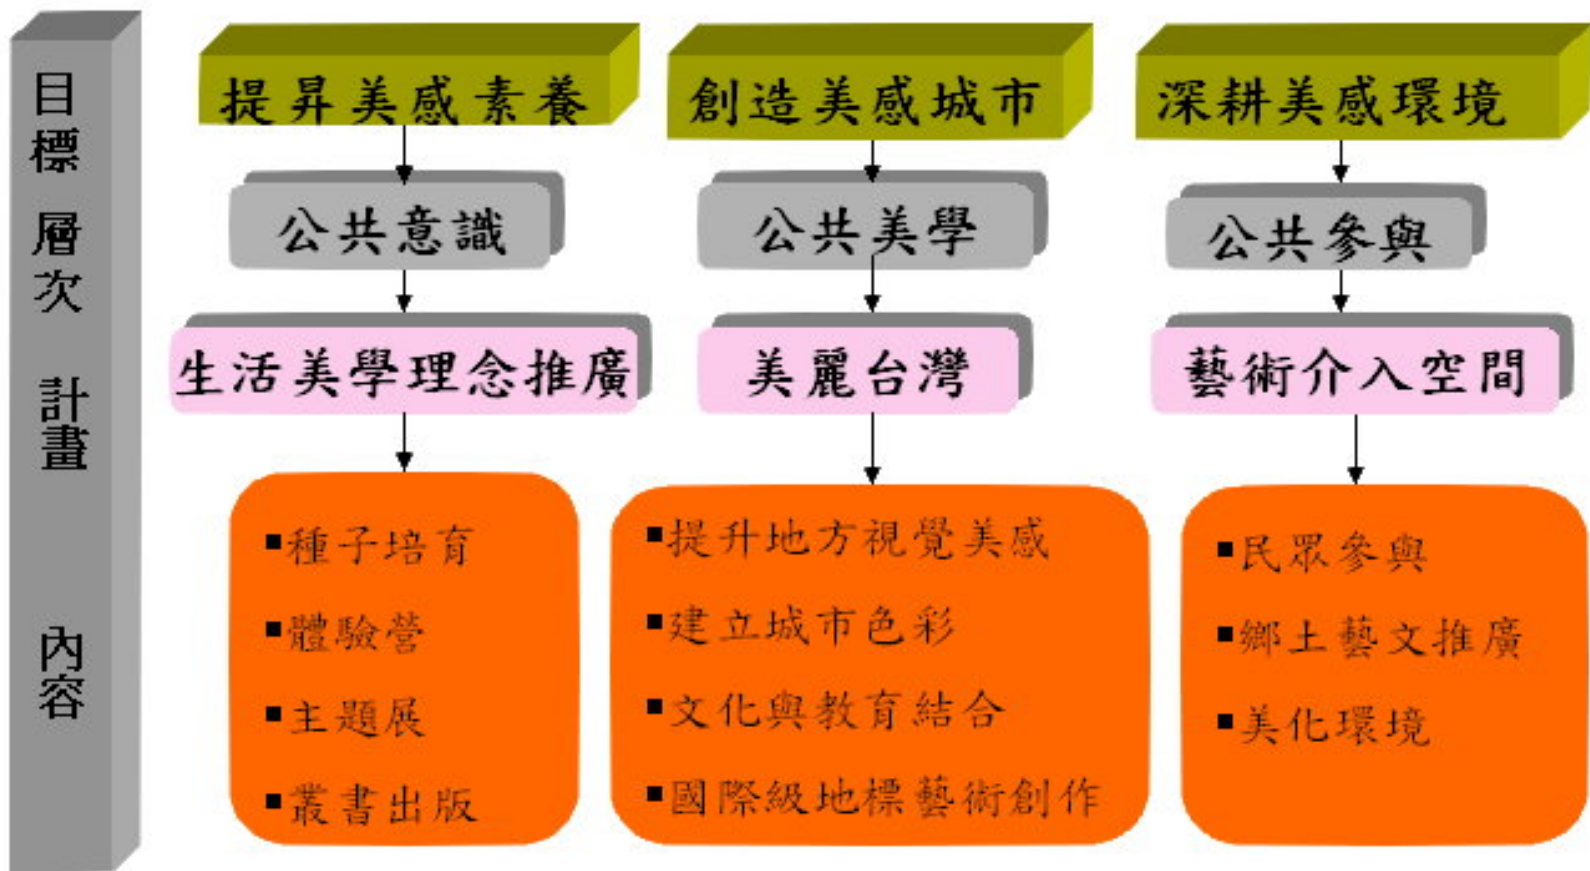 目標
層次
計畫
內容
提昇美感素養
創造美感城市
深耕美感環境
公共意識
公共美學
公共參與
生活美學理念推廣
美麗台灣
藝術介入空間
▪種子培育
▪體驗營
▪主題展
▪叢書出版
▪提升地方視覺美感
▪建立城市色彩
▪文化與教育結合
▪國際級地標藝術創作
▪民眾參與
▪鄉土藝文推廣
▪美化環境